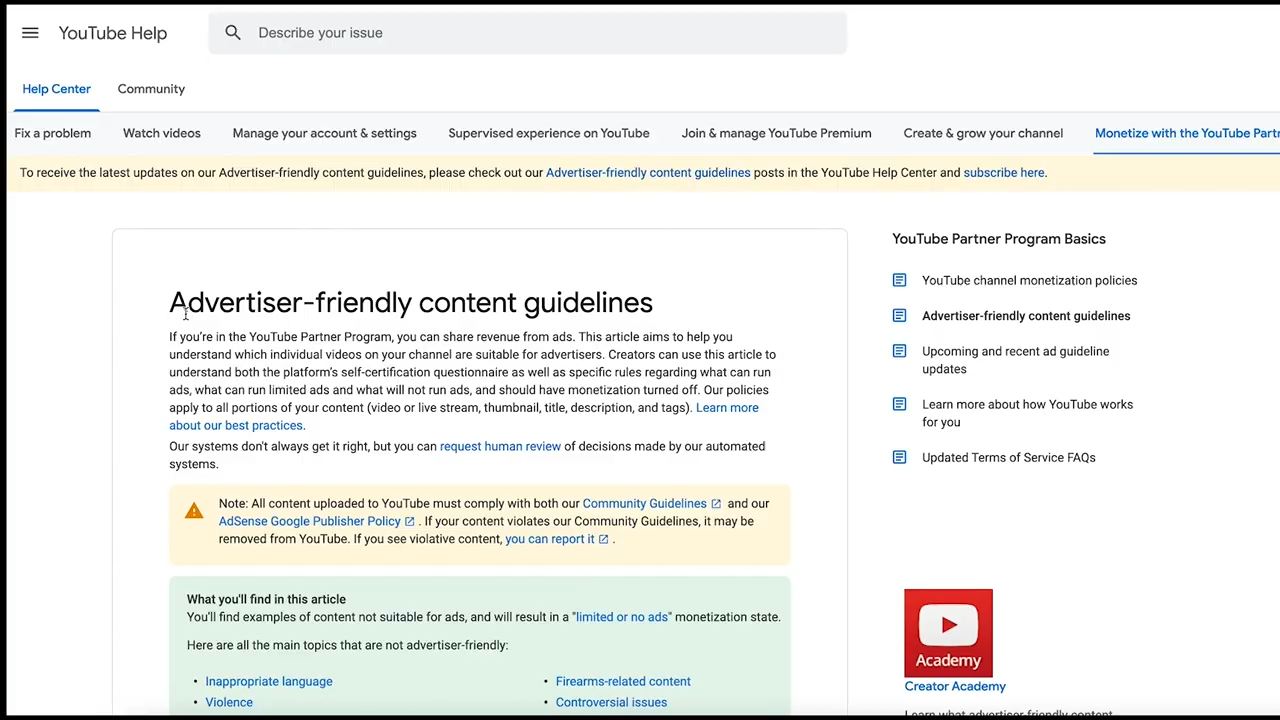 YouTube Help
Describe your issue
Help Center
Community
Fix a problem
Watch videos
Manage your account & settings
Supervised experience on YouTube
Join & manage YouTube Premium
Create & grow your channel
Monetize with the YouTube
To receive the latest updates on our Advertiser-friendly content guidelines, please check out our Advertiser-friendly content guidelines posts in the YouTube Help Center and subscribe here.
Advertiser-friendly content guidelines
If you're in the YouTube Partner Program, you can share revenue from ads. This article aims to help you
understand which individual videos on your channel are suitable for advertisers. Creators can use this article to
understand both the platform's self-certification questionnaire as well as specific rules regarding what can run
ads, what can run limited ads and what will not run ads, and should have monetization turned off. Our policies
apply to all portions of your content (video or live stream, thumbnail, title, description, and tags). Learn more
about our best practices.
Our systems don't always get it right, but you can request human review of decisions made by our automated
systems.
Note: All content uploaded to YouTube must comply with both our Community Guidelines and our
AdSense Google Publisher Policy . If your content violates our Community Guidelines, it may be
removed from YouTube. If you see violative content, you can report it .
What you'll find in this article
You'll find examples of content not suitable for ads, and will result in a "limited or no ads" monetization state.
Here are all the main topics that are not advertiser-friendly:
• Inappropriate language
• Violence
• Firearms-related content
• Controversial issues
YouTube Partner Program Basics
YouTube channel monetization policies
Advertiser-friendly content guidelines
Upcoming and recent ad guideline
updates
Learn more about how YouTube works
for you
Updated Terms of Service FAQs
Academy
Creator Academy
Learn what advertiser-friendly content